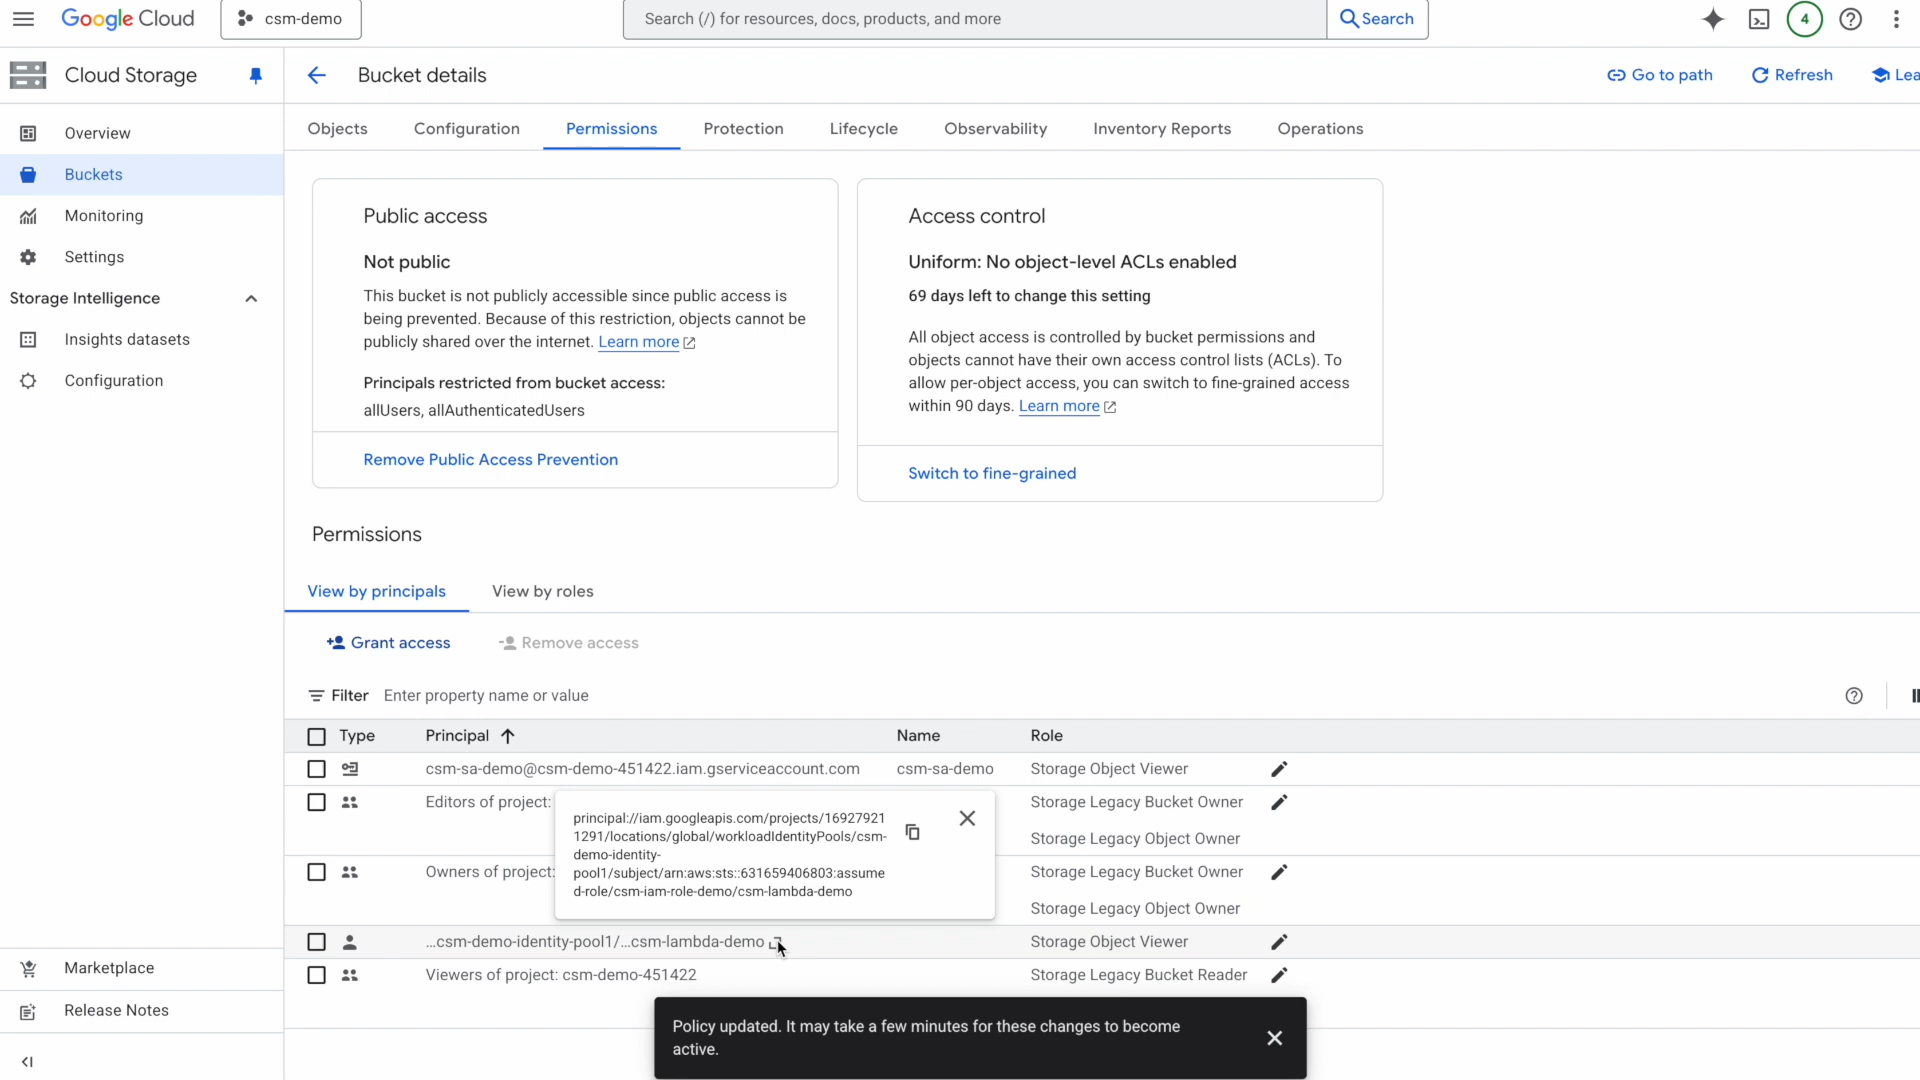 Google Cloud
csm-demo
Search (/) for resources, docs, products, and more
Search
4
Cloud Storage
Bucket details
Go to path
Refresh
Lea
Overview
Buckets
Monitoring
Settings
Storage Intelligence
Insights datasets
Configuration
Marketplace
Release Notes
Objects
Configuration
Permissions
Protection
Lifecycle
Observability
Inventory Reports
Operations
Public access
Not public
This bucket is not publicly accessible since public access is
being prevented. Because of this restriction, objects cannot be
publicly shared over the internet. Learn more
Principals restricted from bucket access:
allUsers, allAuthenticatedUsers
Remove Public Access Prevention
Access control
Uniform: No object-level ACLs enabled
69 days left to change this setting
All object access is controlled by bucket permissions and
objects cannot have their own access control lists (ACLs). To
allow per-object access, you can switch to fine-grained access
within 90 days. Learn more
Switch to fine-grained
Permissions
View by principals
View by roles
Grant access
Remove access
Filter Enter property name or value
Type Principal Name Role
csm-sa-demo@csm-demo-451422.iam.gserviceaccount.com csm-sa-demo Storage Object Viewer
Editors of project: Storage Legacy Bucket Owner
Storage Legacy Object Owner
principal://iam.googleapis.com/projects/16927921
1291/locations/global/workloadIdentityPools/csm-
demo-identity-
pool1/subject/arn:aws:sts::631659406803:assume
d-role/csm-iam-role-demo/csm-lambda-demo
Owners of project: Storage Legacy Bucket Owner
Storage Legacy Object Owner
...csm-demo-identity-pool1/...csm-lambda-demo Storage Object Viewer
Viewers of project: csm-demo-451422 Storage Legacy Bucket Reader
Policy updated. It may take a few minutes for these changes to become
active.